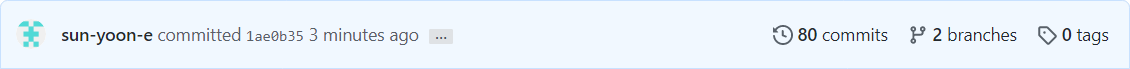 sun-yoon-e committed 1ae0b35 3 minutes ago ... 80 commits 2 branches 0 tags